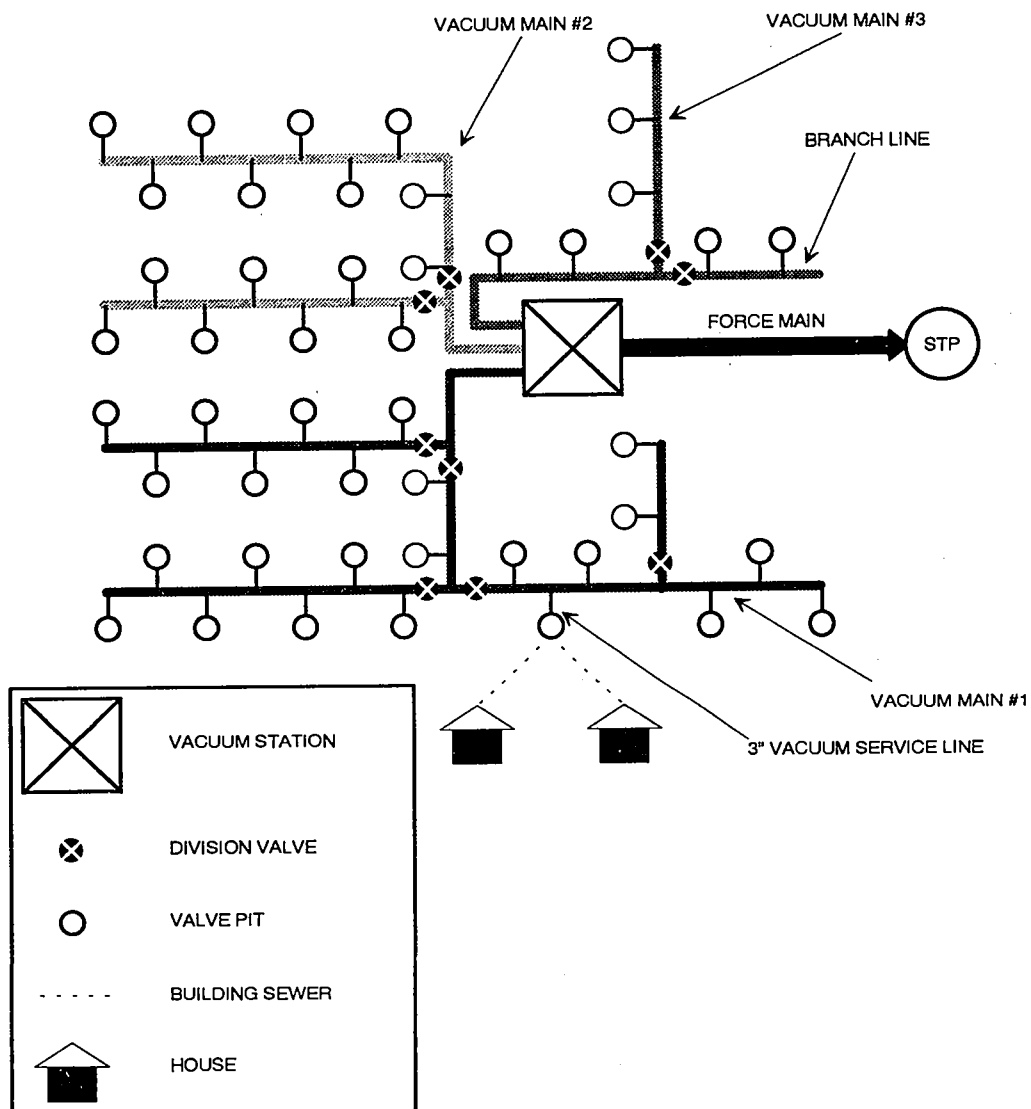 VACUUM MAIN #2
VACUUM MAIN #3
BRANCH LINE
FORCE MAIN
STP
VACUUM MAIN #1
3" VACUUM SERVICE LINE
VACUUM STATION
DIVISION VALVE
VALVE PIT
BUILDING SEWER
HOUSE